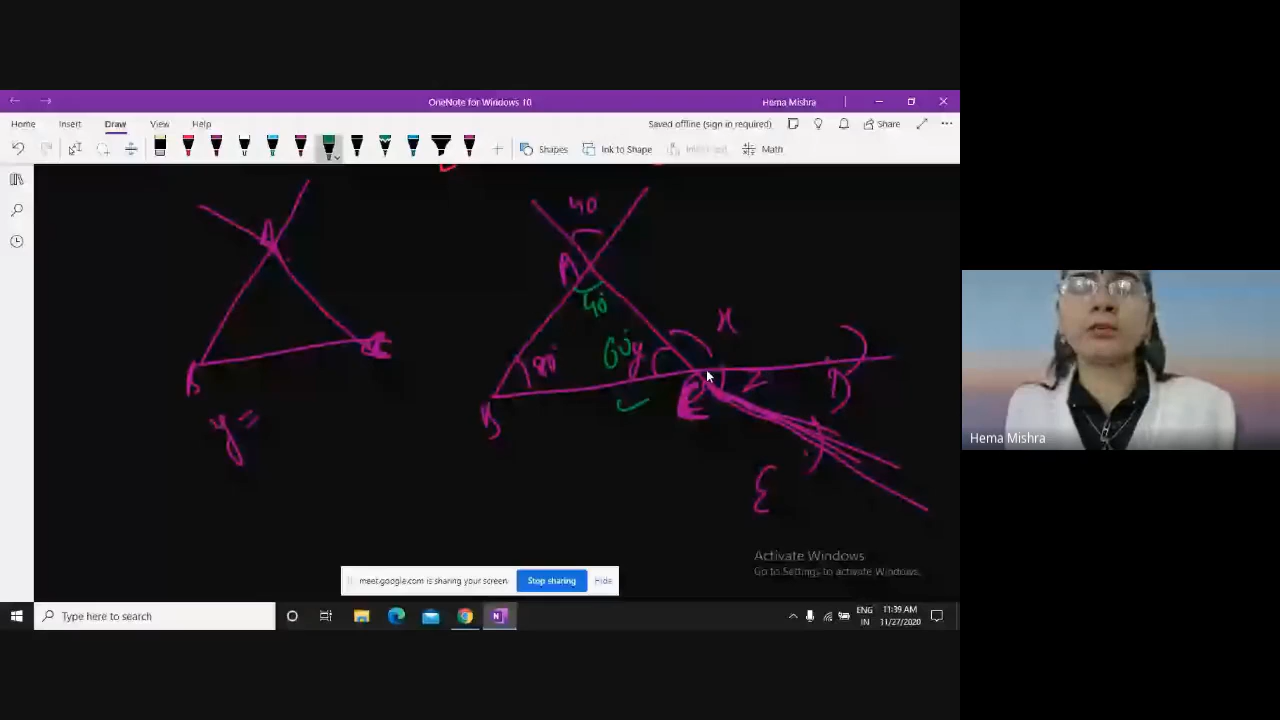 OneNote for Windows 10
Hema Mishra
Home Insert Draw View Help
Saved offline (sign in required)
Share
Shapes
Ink to Shape
Math
40
A
A
40°
x
60°
y
80°
z
D
B
C
B
y=
E
Hema Mishra
Activate Windows
Go to Settings to activate Windows.
meet.google.com is sharing your screen
Stop sharing
Hide
Type here to search
ENG
IN
11:39 AM
11/27/2020